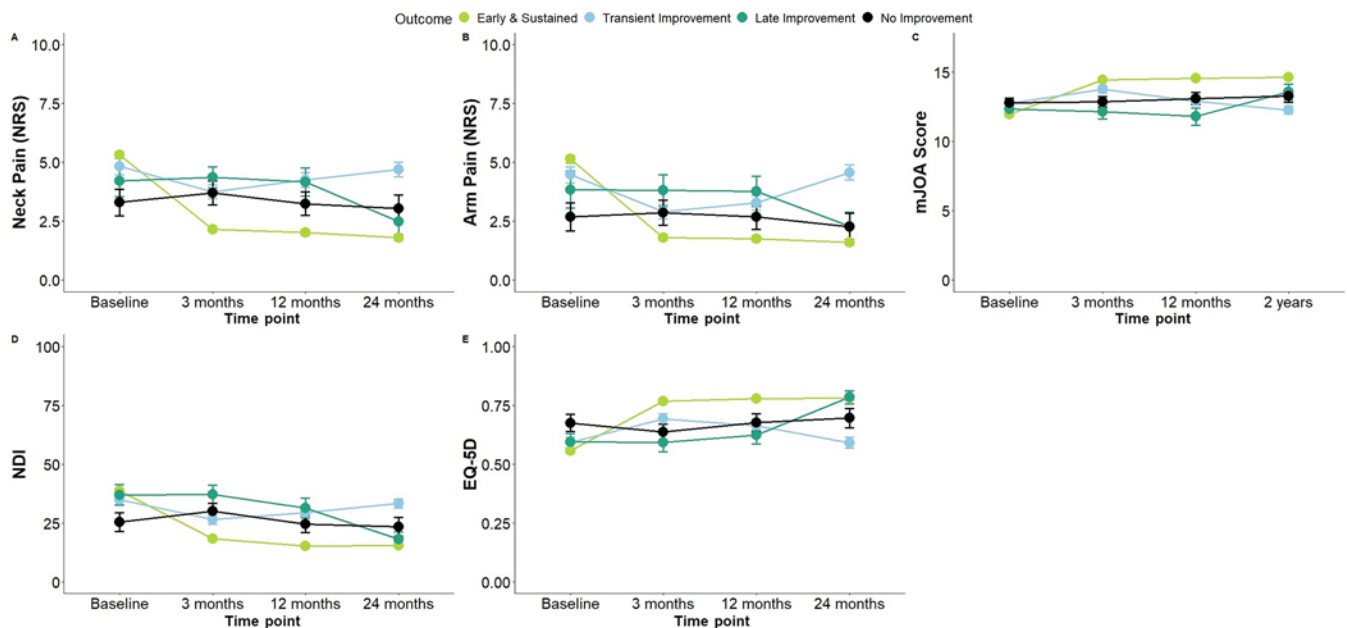 Outcome Early & Sustained Transient Improvement Late Improvement No Improvement
A
10.0
7.5
5.0
2.5
0.0
Neck Pain (NRS)
Baseline 3 months 12 months 24 months
Time point
B
10.0
7.5
5.0
2.5
0.0
Arm Pain (NRS)
Baseline 3 months 12 months 24 months
Time point
C
15
10
5
0
mJOA Score
Baseline 3 months 12 months 2 years
Time point
D
100
75
50
25
0
NDI
Baseline 3 months 12 months 24 months
Time point
E
1.00
0.75
0.50
0.25
0.00
EQ-5D
Baseline 3 months 12 months 24 months
Time point